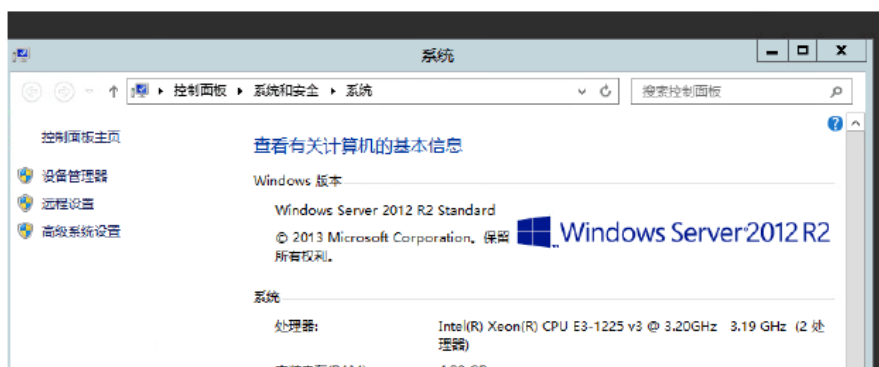 系统
控制面板 系统和安全 系统
搜索控制面板
控制面板主页
设备管理器
远程设置
高级系统设置
查看有关计算机的基本信息
Windows 版本
Windows Server 2012 R2 Standard
© 2013 Microsoft Corporation。保留
所有权利。
Windows Server 2012 R2
系统
处理器:
Intel(R) Xeon(R) CPU E3-1225 v3 @ 3.20GHz 3.19 GHz (2 处
理器)